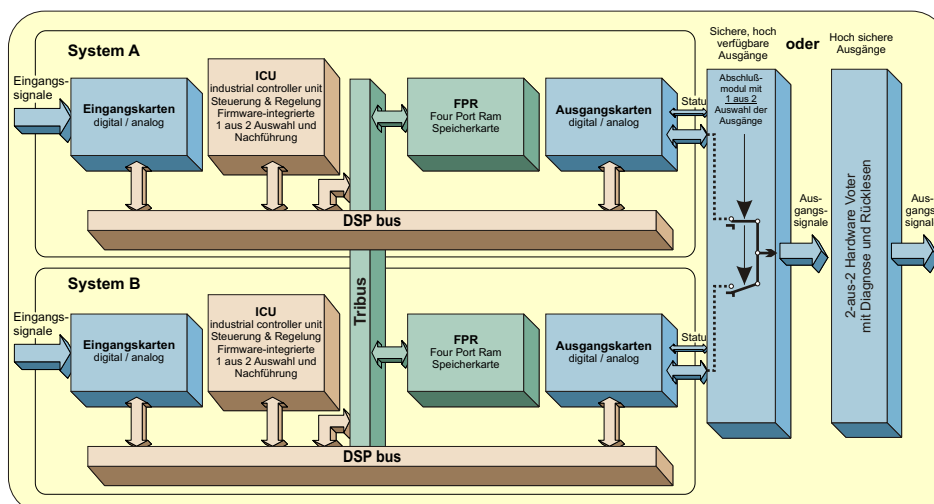 System A
Eingangs-
signale
Eingangskarten
digital / analog
ICU
industrial controller unit
Steuerung & Regelung
Firmware-integrierte
1 aus 2 Auswahl und
Nachführung
FPR
Four Port Ram
Speicherkarte
Ausgangskarten
digital / analog
Statu
DSP bus
Tribus
System B
Eingangs-
signale
Eingangskarten
digital / analog
ICU
industrial controller unit
Steuerung & Regelung
Firmware-integrierte
1 aus 2 Auswahl und
Nachführung
FPR
Four Port Ram
Speicherkarte
Ausgangskarten
digital / analog
Statu
DSP bus
Sichere, hoch
verfügbare
Ausgänge
oder
Hoch sichere
Ausgänge
Abschluß-
modul mit
1 aus 2
Auswahl der
Ausgänge
Aus-
gangs-
signale
2-aus-2 Hardware Voter
mit Diagnose und Rücklesen
Aus-
gangs-
signale